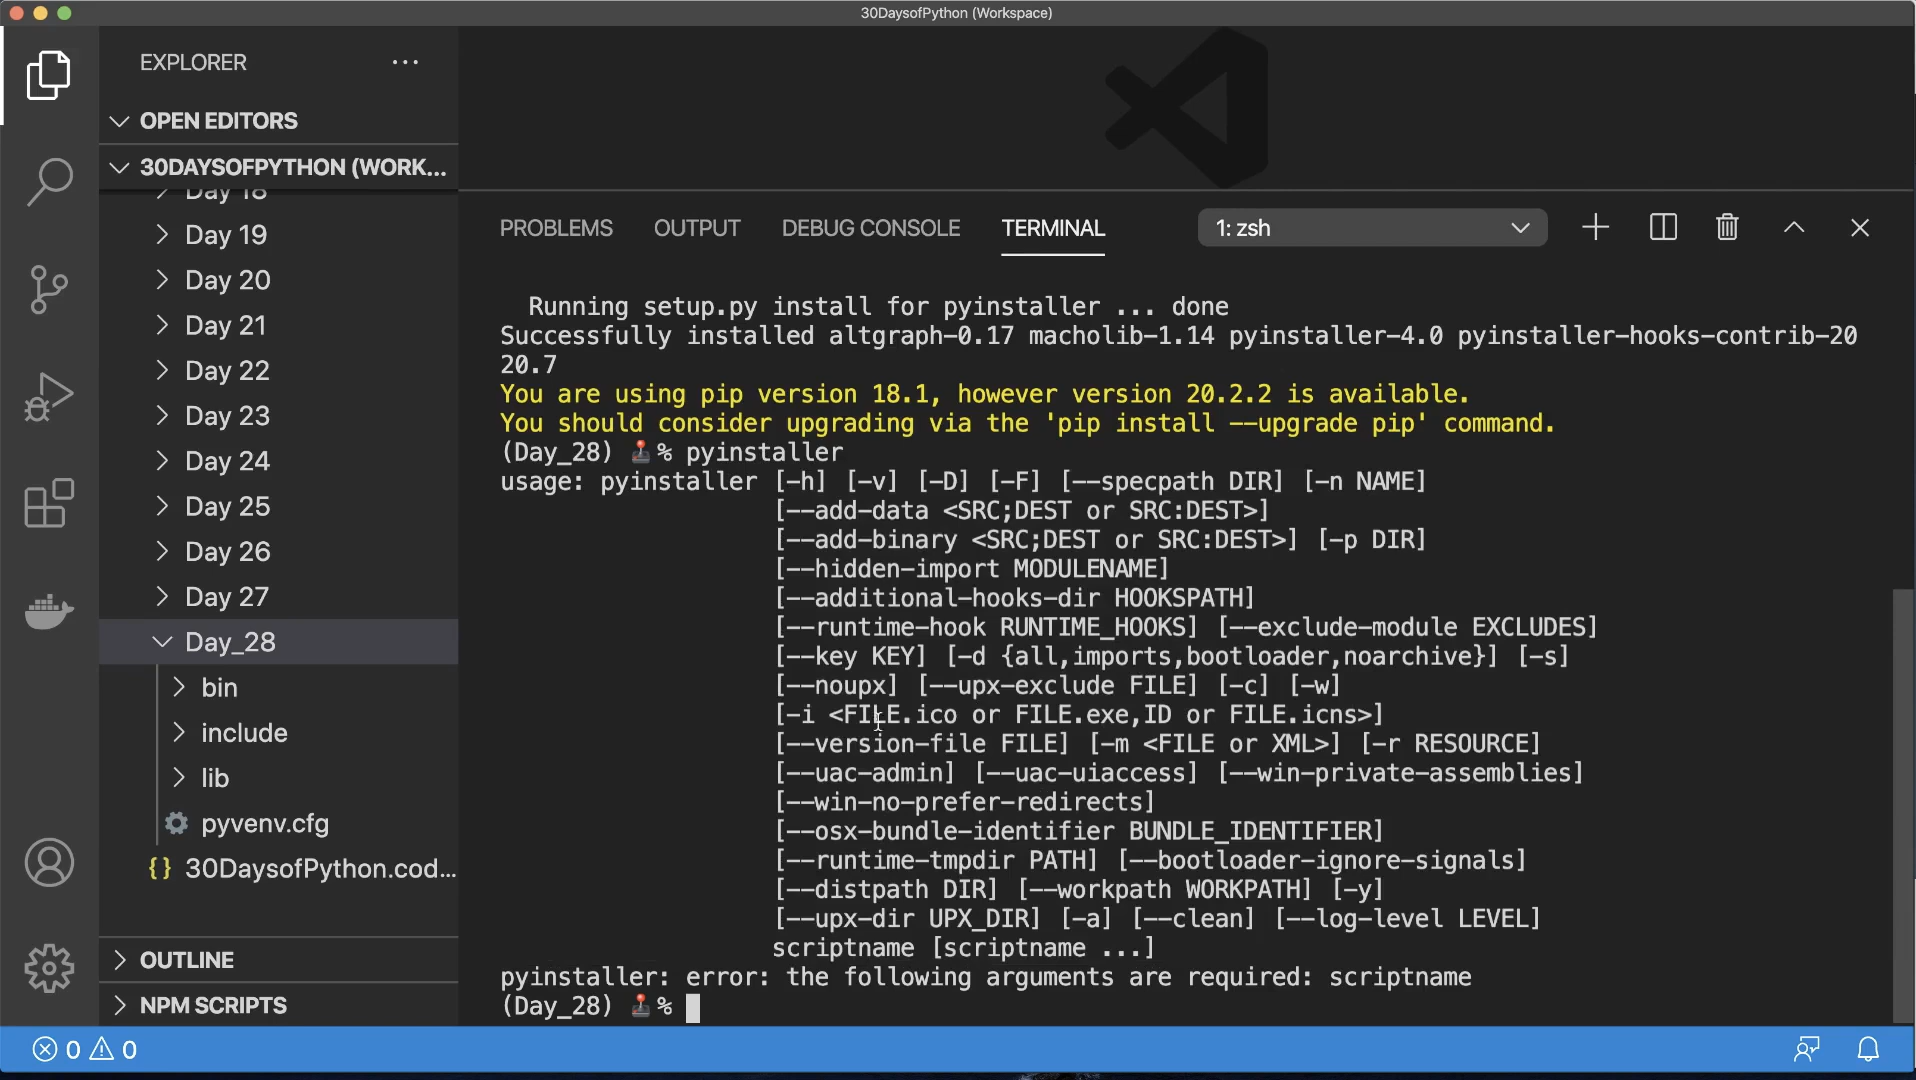 30DaysofPython (Workspace)
EXPLORER
OPEN EDITORS
30DAYSOFPYTHON (WORK...
Day 18
Day 19
Day 20
Day 21
Day 22
Day 23
Day 24
Day 25
Day 26
Day 27
Day_28
bin
include
lib
pyvenv.cfg
{} 30DaysofPython.cod...
OUTLINE
NPM SCRIPTS
PROBLEMS OUTPUT DEBUG CONSOLE TERMINAL 1: zsh
Running setup.py install for pyinstaller ... done
Successfully installed altgraph-0.17 macholib-1.14 pyinstaller-4.0 pyinstaller-hooks-contrib-20
20.7
You are using pip version 18.1, however version 20.2.2 is available.
You should consider upgrading via the 'pip install --upgrade pip' command.
(Day_28) 🕹% pyinstaller
usage: pyinstaller [-h] [-v] [-D] [-F] [--specpath DIR] [-n NAME]
[--add-data <SRC;DEST or SRC:DEST>]
[--add-binary <SRC;DEST or SRC:DEST>] [-p DIR]
[--hidden-import MODULENAME]
[--additional-hooks-dir HOOKSPATH]
[--runtime-hook RUNTIME_HOOKS] [--exclude-module EXCLUDES]
[--key KEY] [-d {all,imports,bootloader,noarchive}] [-s]
[--noupx] [--upx-exclude FILE] [-c] [-w]
[-i <FILE.ico or FILE.exe,ID or FILE.icns>]
[--version-file FILE] [-m <FILE or XML>] [-r RESOURCE]
[--uac-admin] [--uac-uiaccess] [--win-private-assemblies]
[--win-no-prefer-redirects]
[--osx-bundle-identifier BUNDLE_IDENTIFIER]
[--runtime-tmpdir PATH] [--bootloader-ignore-signals]
[--distpath DIR] [--workpath WORKPATH] [-y]
[--upx-dir UPX_DIR] [-a] [--clean] [--log-level LEVEL]
scriptname [scriptname ...]
pyinstaller: error: the following arguments are required: scriptname
(Day_28) 🕹%
0 0